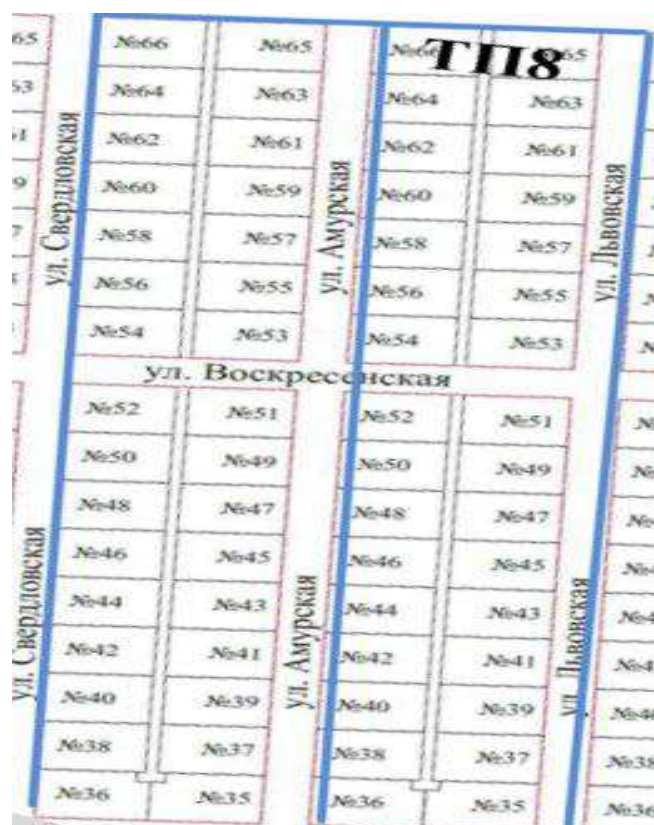 65 №66 №65 №66 ТП8 65
№64 №63 №64 №63
№62 №61 №62 №61
№60 №59 №60 №59
№58 №57 №58 №57
№56 №55 №56 №55
№54 №53 №54 №53
ул. Свердловская
ул. Амурская
ул. Львовская
ул. Воскресенская
№52 №51 №52 №51
№50 №49 №50 №49
№48 №47 №48 №47
№46 №45 №46 №45
№44 №43 №44 №43
№42 №41 №42 №41
№40 №39 №40 №39
№38 №37 №38 №37 №38
№36 №35 №36 №35 №36
ул. Свердловская
ул. Амурская
ул. Львовская